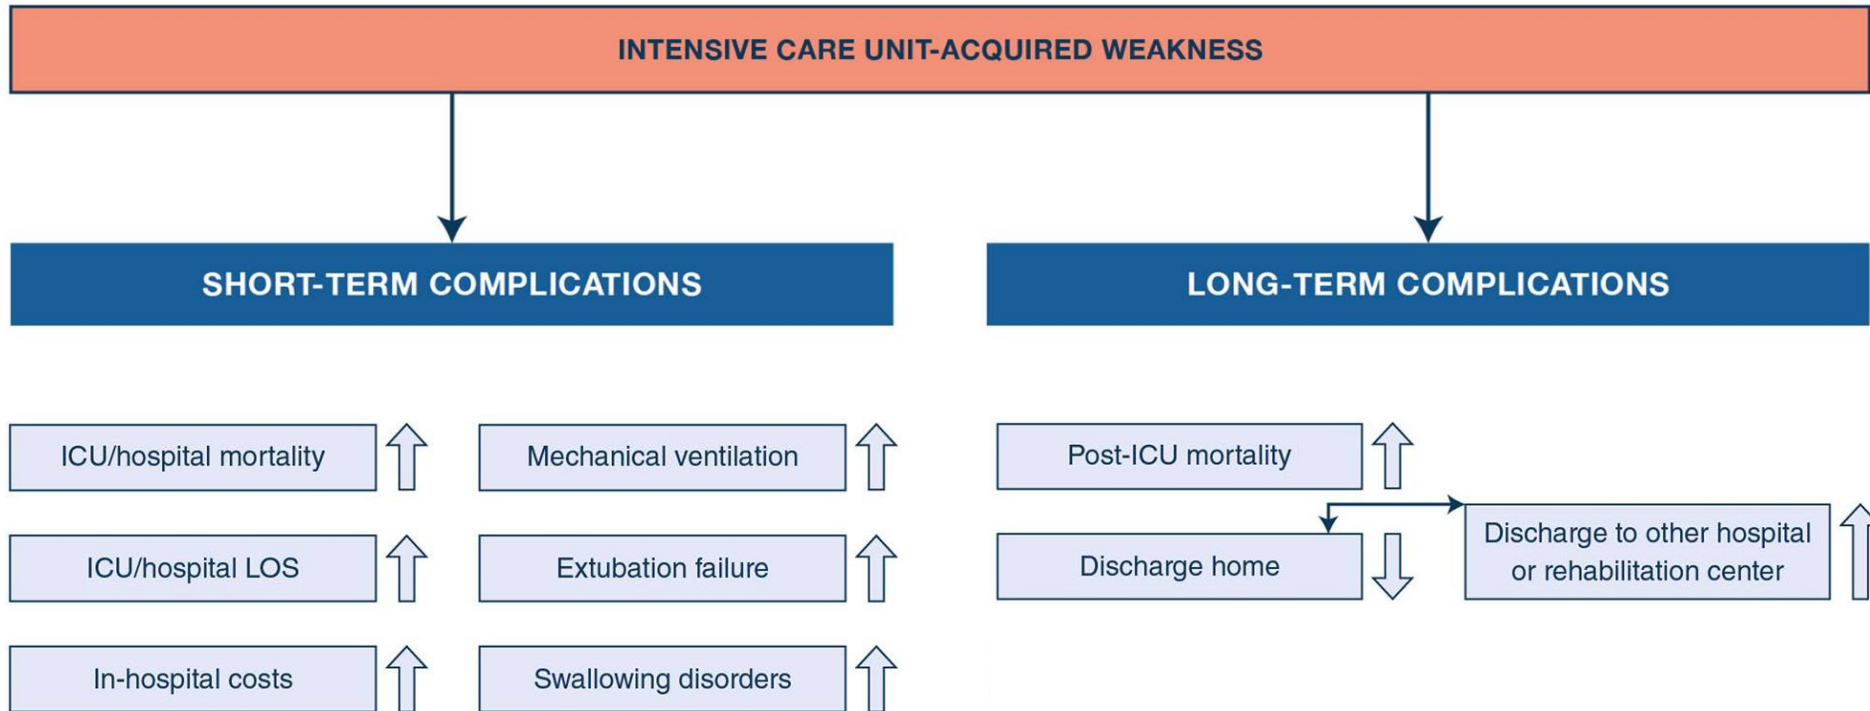 INTENSIVE CARE UNIT-ACQUIRED WEAKNESS
SHORT-TERM COMPLICATIONS
LONG-TERM COMPLICATIONS
ICU/hospital mortality
Mechanical ventilation
Post-ICU mortality
ICU/hospital LOS
Extubation failure
Discharge home
Discharge to other hospital
or rehabilitation center
In-hospital costs
Swallowing disorders